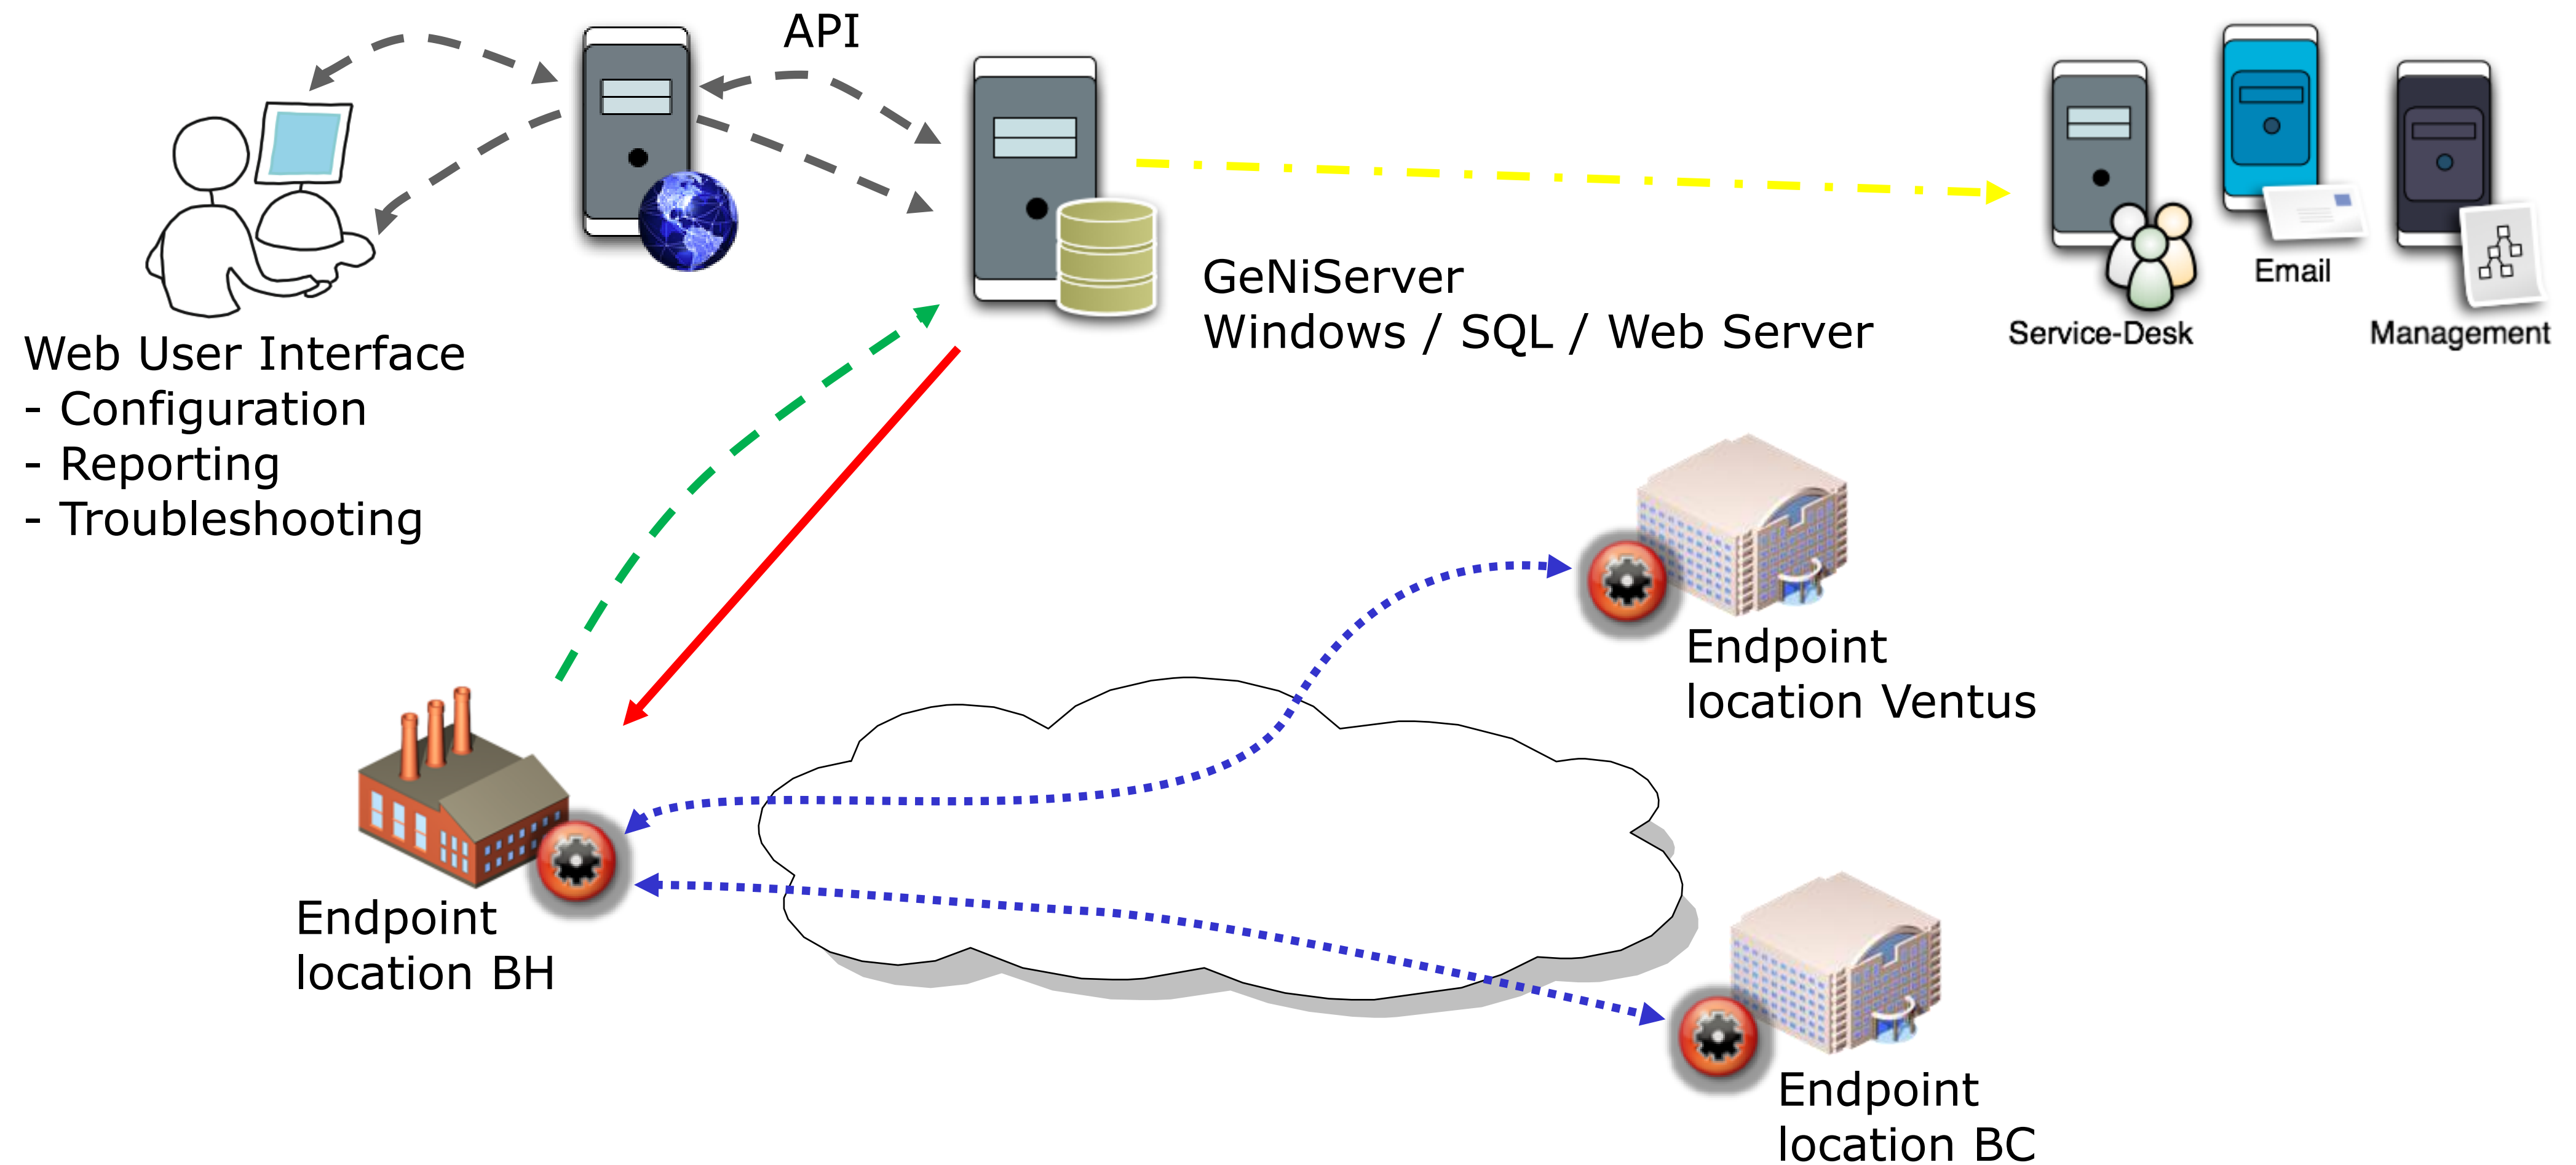 API
Web User Interface
- Configuration
- Reporting
- Troubleshooting
GeNiServer
Windows / SQL / Web Server
Service-Desk
Email
Management
Endpoint
location Ventus
Endpoint
location BH
Endpoint
location BC